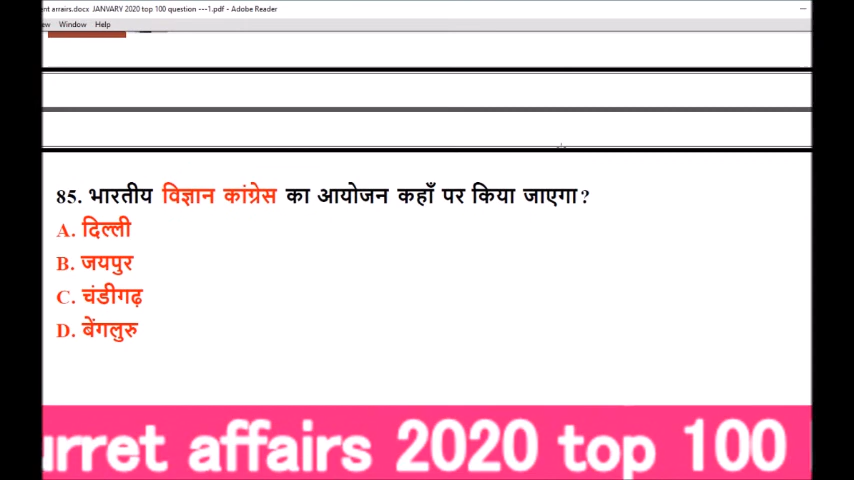 ent arrairs.docx JANVARY 2020 top 100 question ---1.pdf - Adobe Reader
ew Window Help
85. भारतीय विज्ञान कांग्रेस का आयोजन कहाँ पर किया जाएगा?
A. दिल्ली
B. जयपुर
C. चंडीगढ़
D. बेंगलुरु
urret affairs 2020 top 100